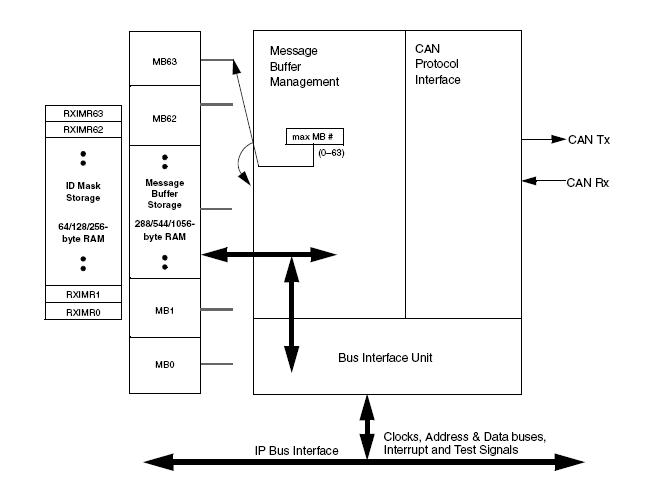 RXIMR63
RXIMR62
ID Mask
Storage
64/128/256-
byte RAM
RXIMR1
RXIMR0
MB63
MB62
Message
Buffer
Storage
288/544/1056-
byte RAM
MB1
MB0
Message
Buffer
Management
max MB #
(0–63)
CAN
Protocol
Interface
CAN Tx
CAN Rx
Bus Interface Unit
IP Bus Interface
Clocks, Address & Data buses,
Interrupt and Test Signals